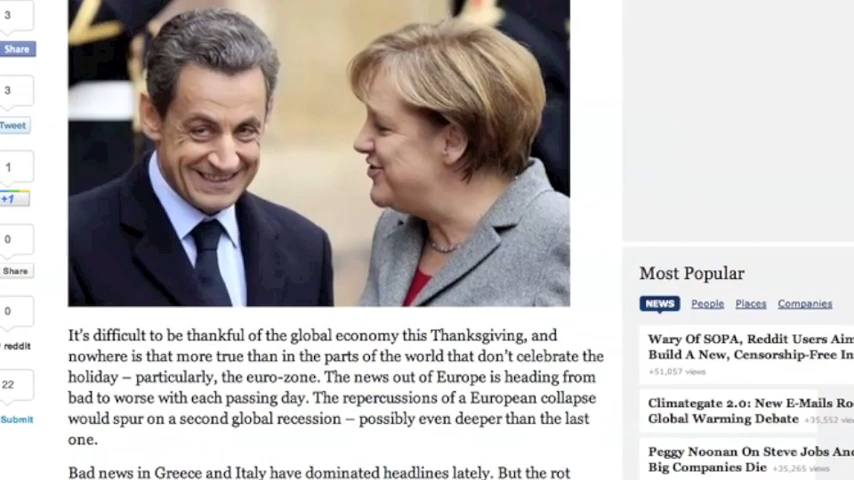 3
Share
3
Tweet
1
+1
0
Share
0
reddit
22
Submit
It's difficult to be thankful of the global economy this Thanksgiving, and
nowhere is that more true than in the parts of the world that don't celebrate the
holiday – particularly, the euro-zone. The news out of Europe is heading from
bad to worse with each passing day. The repercussions of a European collapse
would spur on a second global recession – possibly even deeper than the last
one.
Bad news in Greece and Italy have dominated headlines lately. But the rot
Most Popular
NEWS People Places Companies
Wary Of SOPA, Reddit Users Aim
Build A New, Censorship-Free In
+51,057 views
Climategate 2.0: New E-Mails Ro
Global Warming Debate +35,552 views
Peggy Noonan On Steve Jobs And
Big Companies Die +35,265 views